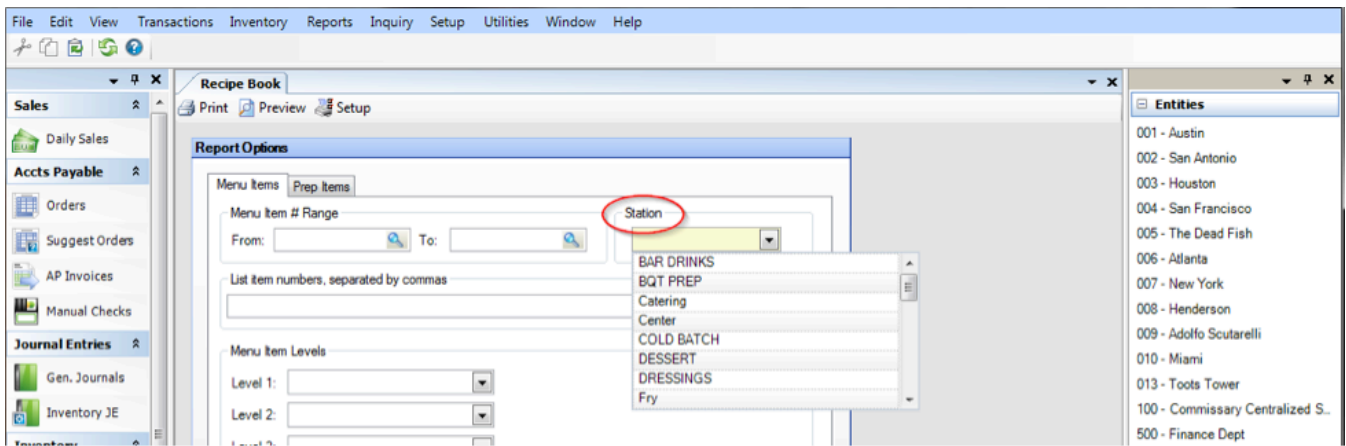 File Edit View Transactions Inventory Reports Inquiry Setup Utilities Window Help
Sales
Daily Sales
Accts Payable
Orders
Suggest Orders
AP Invoices
Manual Checks
Journal Entries
Gen. Journals
Inventory JE
Inventory
Recipe Book
Print Preview Setup
Report Options
Menu Items Prep Items
Menu Item # Range
From: To:
List item numbers, separated by commas
Menu Item Levels
Level 1:
Level 2:
Level 3:
Station
BAR DRINKS
BQT PREP
Catering
Center
COLD BATCH
DESSERT
DRESSINGS
Fry
Entities
001 - Austin
002 - San Antonio
003 - Houston
004 - San Francisco
005 - The Dead Fish
006 - Atlanta
007 - New York
008 - Henderson
009 - Adolfo Scutarelli
010 - Miami
013 - Toots Tower
100 - Commissary Centralized S...
500 - Finance Dept